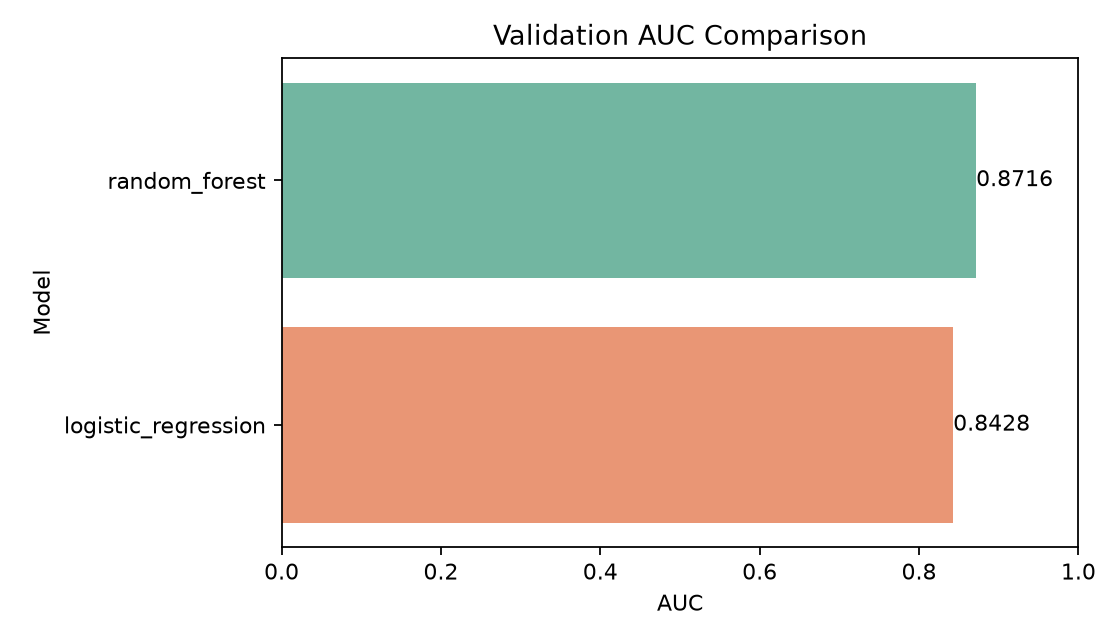 Validation AUC Comparison
Model
random_forest
0.8716
logistic_regression
0.8428
0.0 0.2 0.4 0.6 0.8 1.0
AUC